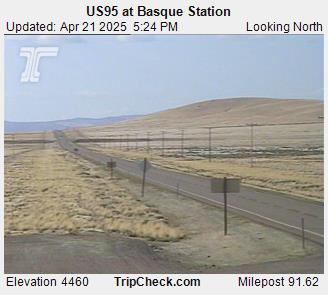 US95 at Basque Station
Updated: Apr 21 2025 5:24 PM Looking North
Elevation 4460 TripCheck.com Milepost 91.62